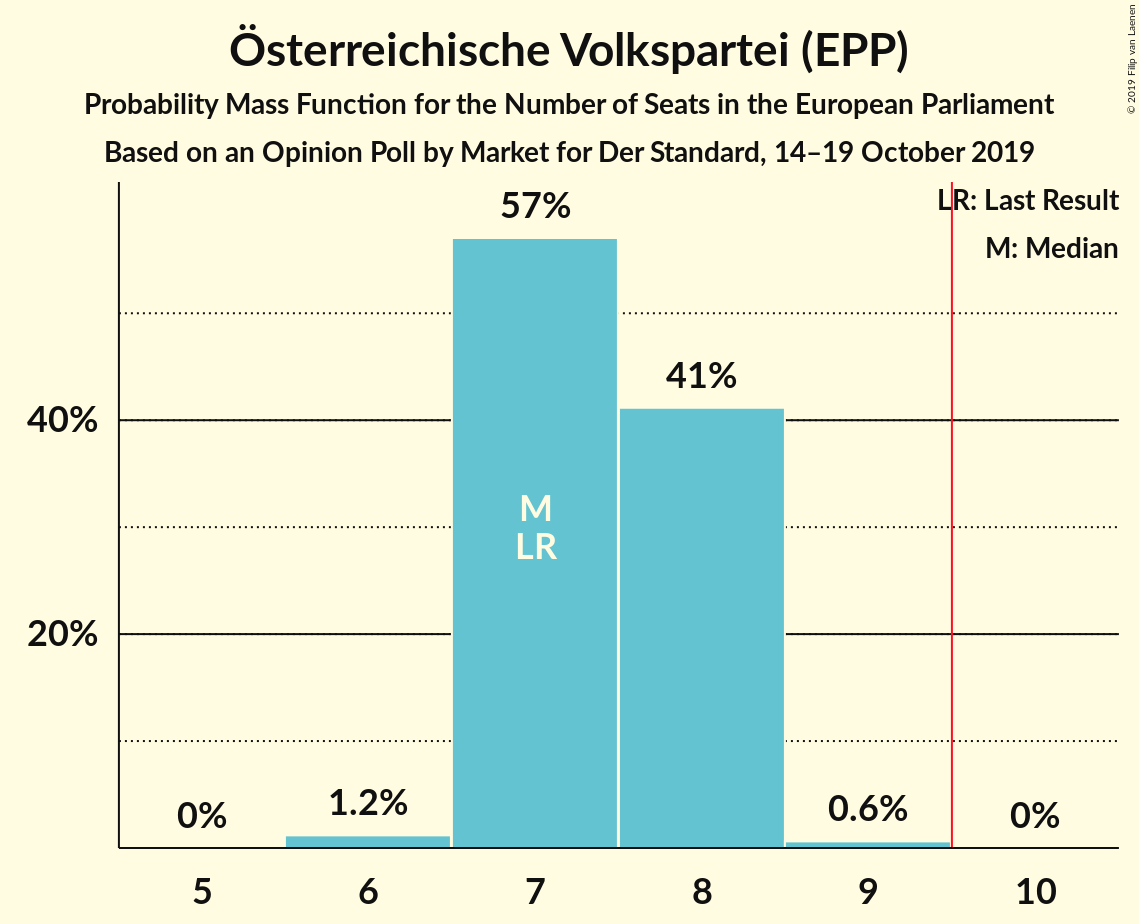 Österreichische Volkspartei (EPP)
Probability Mass Function for the Number of Seats in the European Parliament
Based on an Opinion Poll by Market for Der Standard, 14–19 October 2019
© 2019 Filip van Laenen
LR: Last Result
M: Median
57%
41%
40%
M
LR
20%
0%
1.2%
0.6%
0%
5
6
7
8
9
10